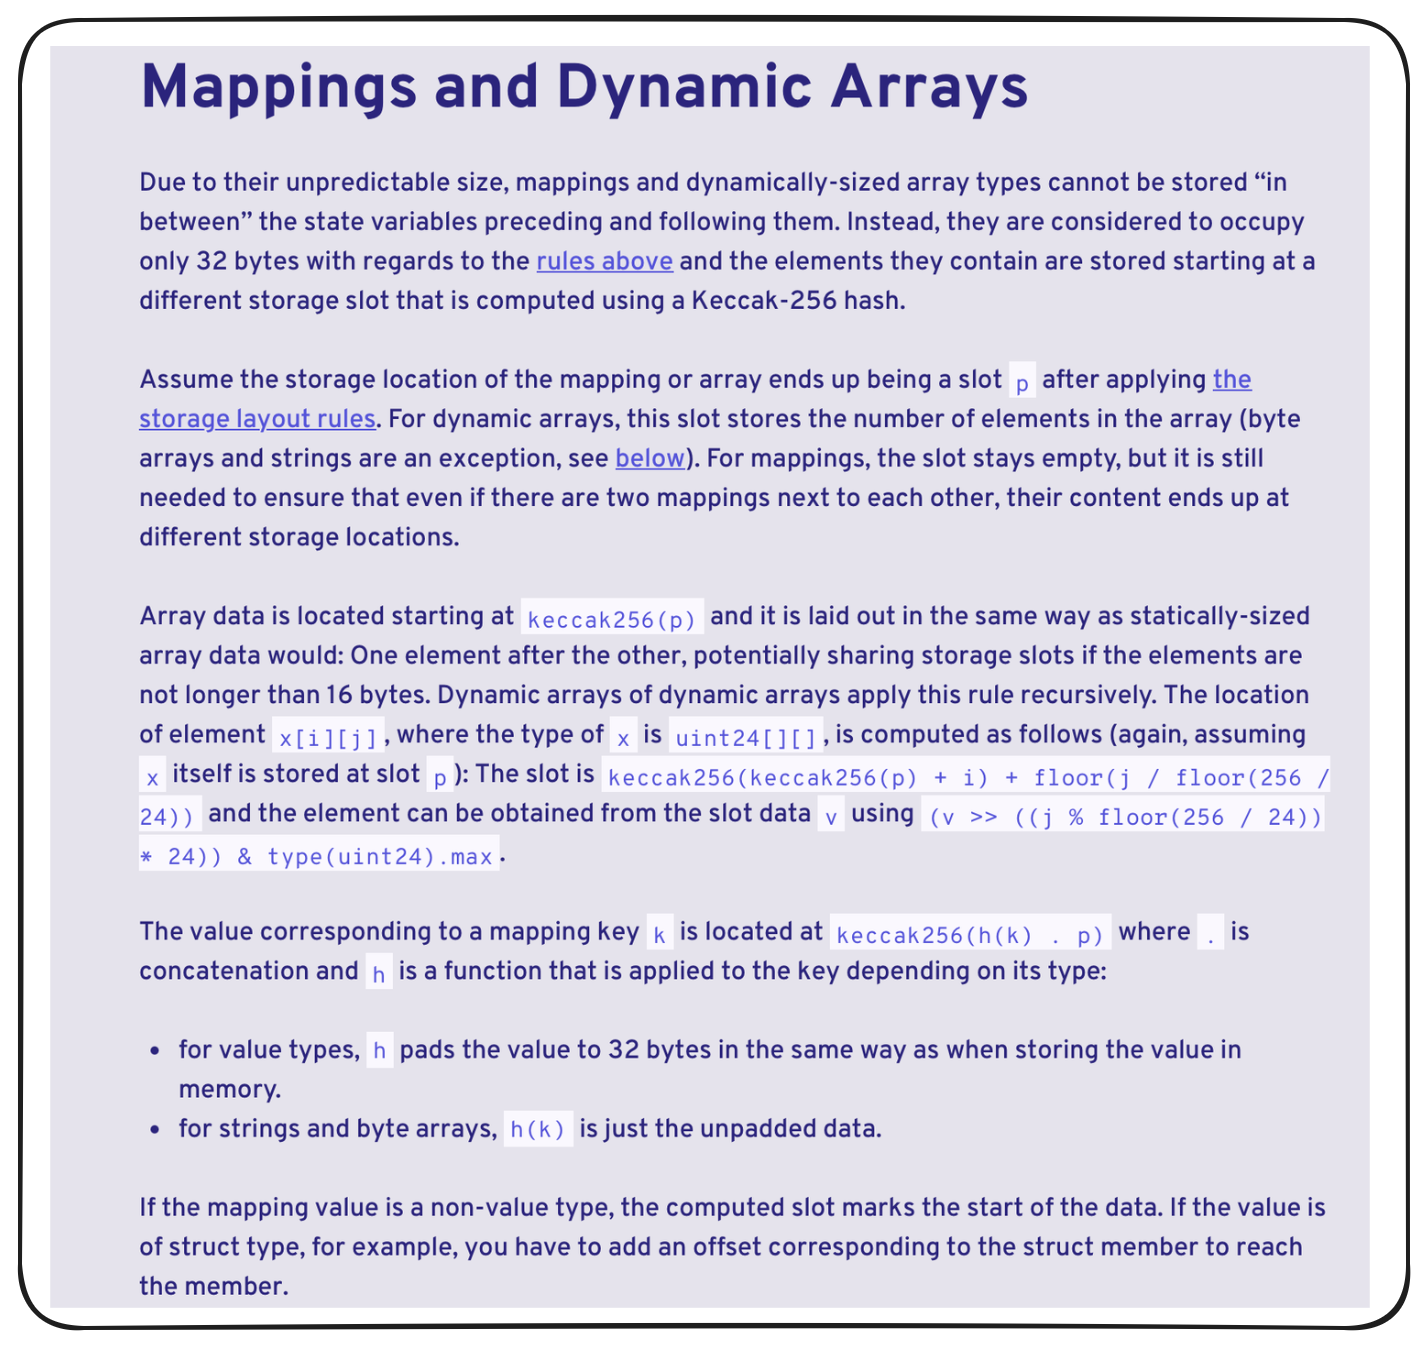 Mappings and Dynamic Arrays
Due to their unpredictable size, mappings and dynamically-sized array types cannot be stored “in
between” the state variables preceding and following them. Instead, they are considered to occupy
only 32 bytes with regards to the rules above and the elements they contain are stored starting at a
different storage slot that is computed using a Keccak-256 hash.
Assume the storage location of the mapping or array ends up being a slot p after applying the
storage layout rules. For dynamic arrays, this slot stores the number of elements in the array (byte
arrays and strings are an exception, see below). For mappings, the slot stays empty, but it is still
needed to ensure that even if there are two mappings next to each other, their content ends up at
different storage locations.
Array data is located starting at keccak256(p) and it is laid out in the same way as statically-sized
array data would: One element after the other, potentially sharing storage slots if the elements are
not longer than 16 bytes. Dynamic arrays of dynamic arrays apply this rule recursively. The location
of element x[i][j], where the type of x is uint24[][], is computed as follows (again, assuming
x itself is stored at slot p): The slot is keccak256(keccak256(p) + i) + floor(j / floor(256 /
24)) and the element can be obtained from the slot data v using (v >> ((j % floor(256 / 24))
* 24)) & type(uint24).max.
The value corresponding to a mapping key k is located at keccak256(h(k) . p) where . is
concatenation and h is a function that is applied to the key depending on its type:
• for value types, h pads the value to 32 bytes in the same way as when storing the value in
memory.
• for strings and byte arrays, h(k) is just the unpadded data.
If the mapping value is a non-value type, the computed slot marks the start of the data. If the value is
of struct type, for example, you have to add an offset corresponding to the struct member to reach
the member.